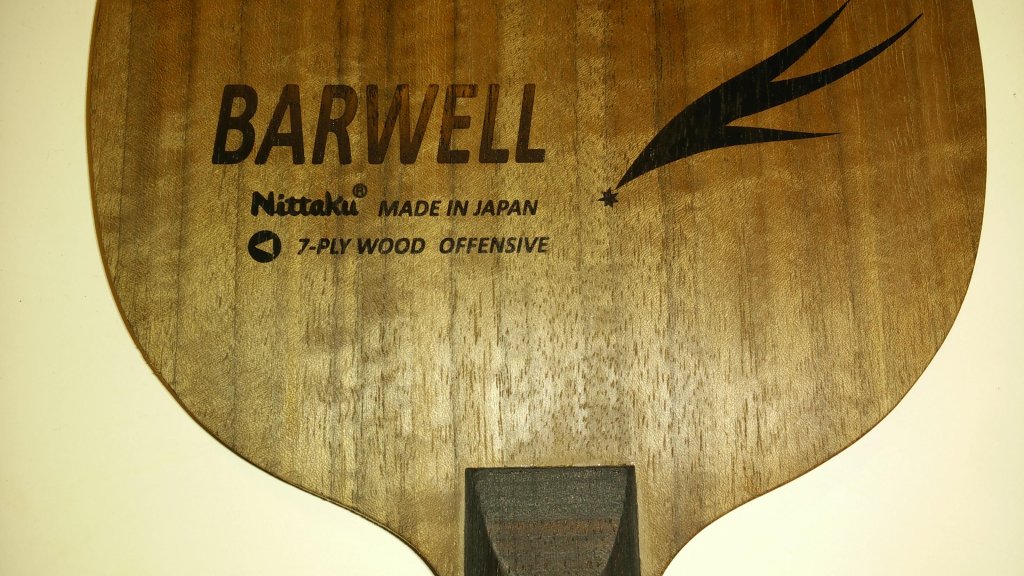 BARWELL
Nittaku® MADE IN JAPAN
7-PLY WOOD OFFENSIVE